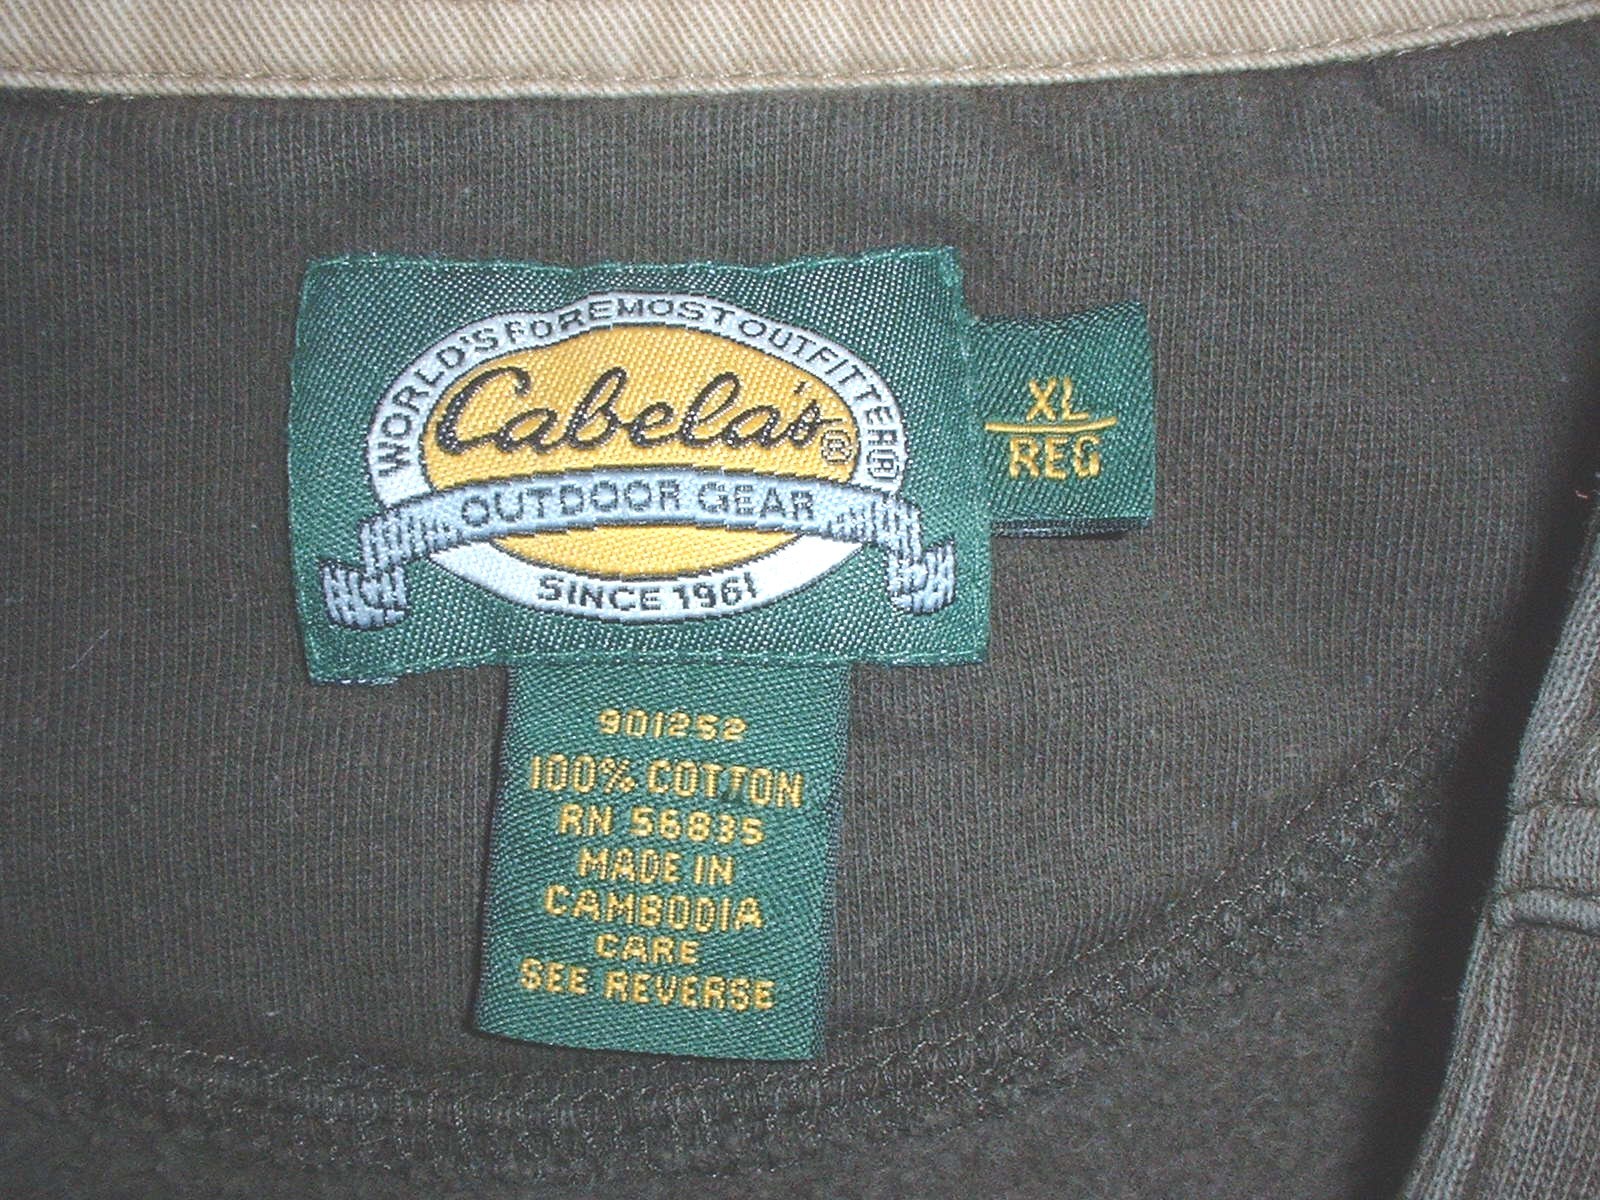 WORLD'S FOREMOST OUTFITTER®
Cabela's®
OUTDOOR GEAR
SINCE 1961
XL
REG
901252
100% COTTON
RN 56835
MADE IN
CAMBODIA
CARE
SEE REVERSE